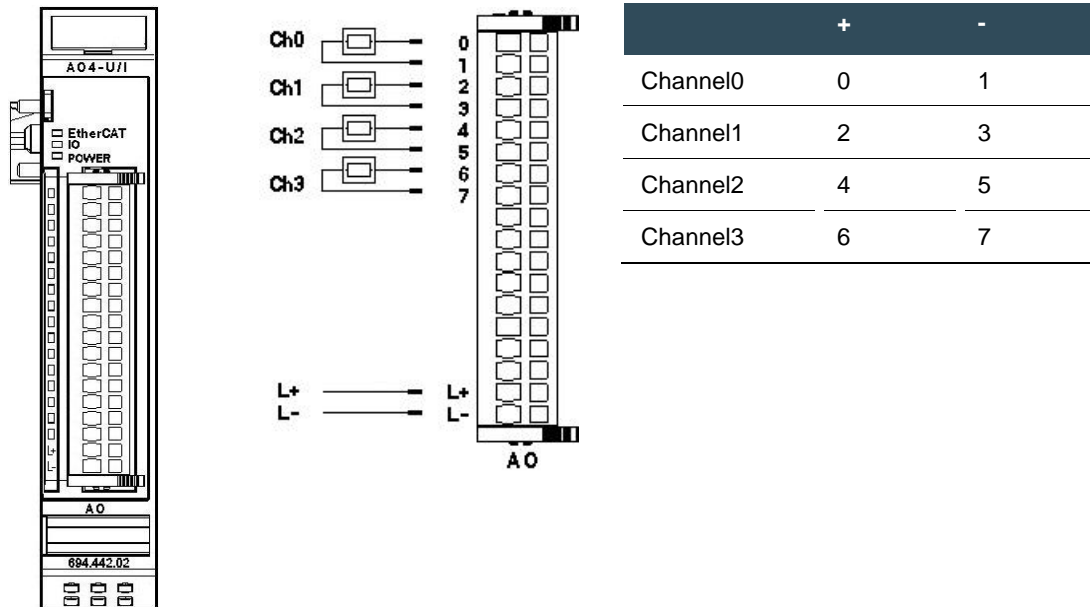 AO4-U/I
EtherCAT
IO
POWER
L+
L-
AO
694.442.02
Ch0
Ch1
Ch2
Ch3
0
1
2
3
4
5
6
7
L+ L+
L- L-
AO
+ -
Channel0 0 1
Channel1 2 3
Channel2 4 5
Channel3 6 7